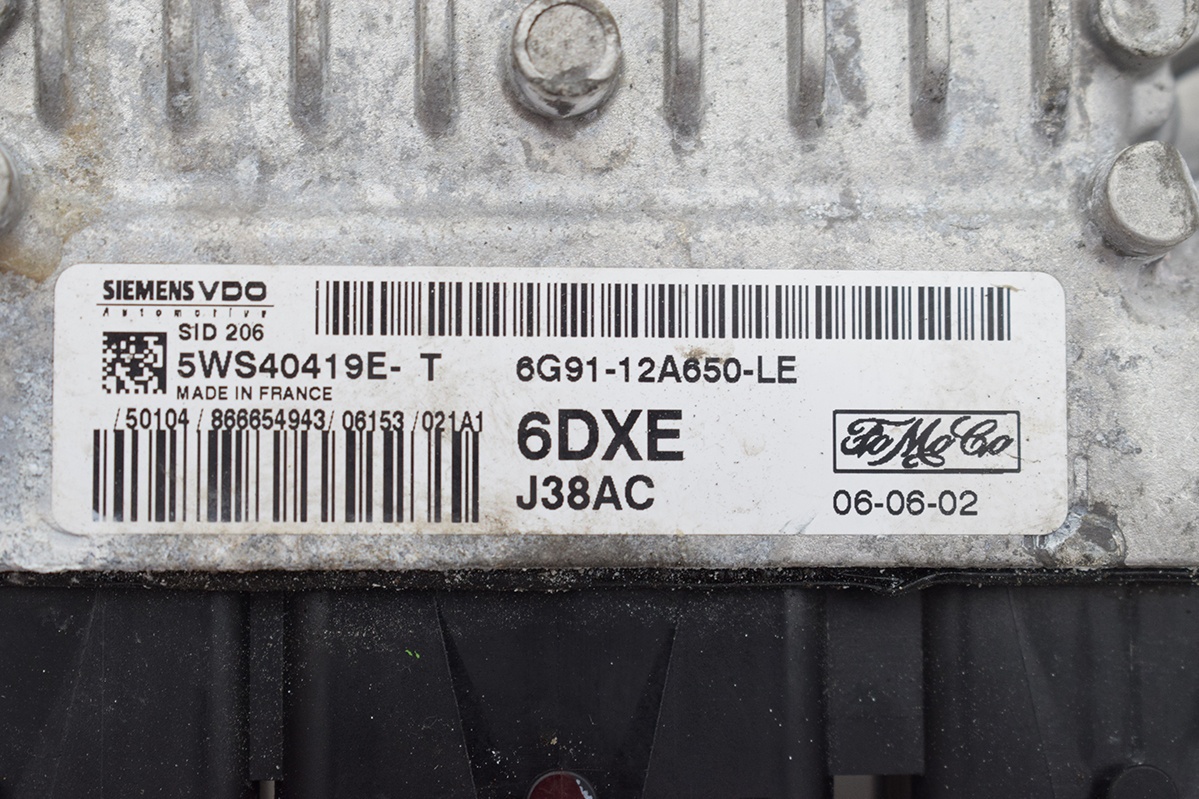 SIEMENS VDO
Automotive
SID 206
5WS40419E- T
MADE IN FRANCE
/50104/866654943/06153/021A1
6G91-12A650-LE
6DXE
J38AC
FoMoCo
06-06-02